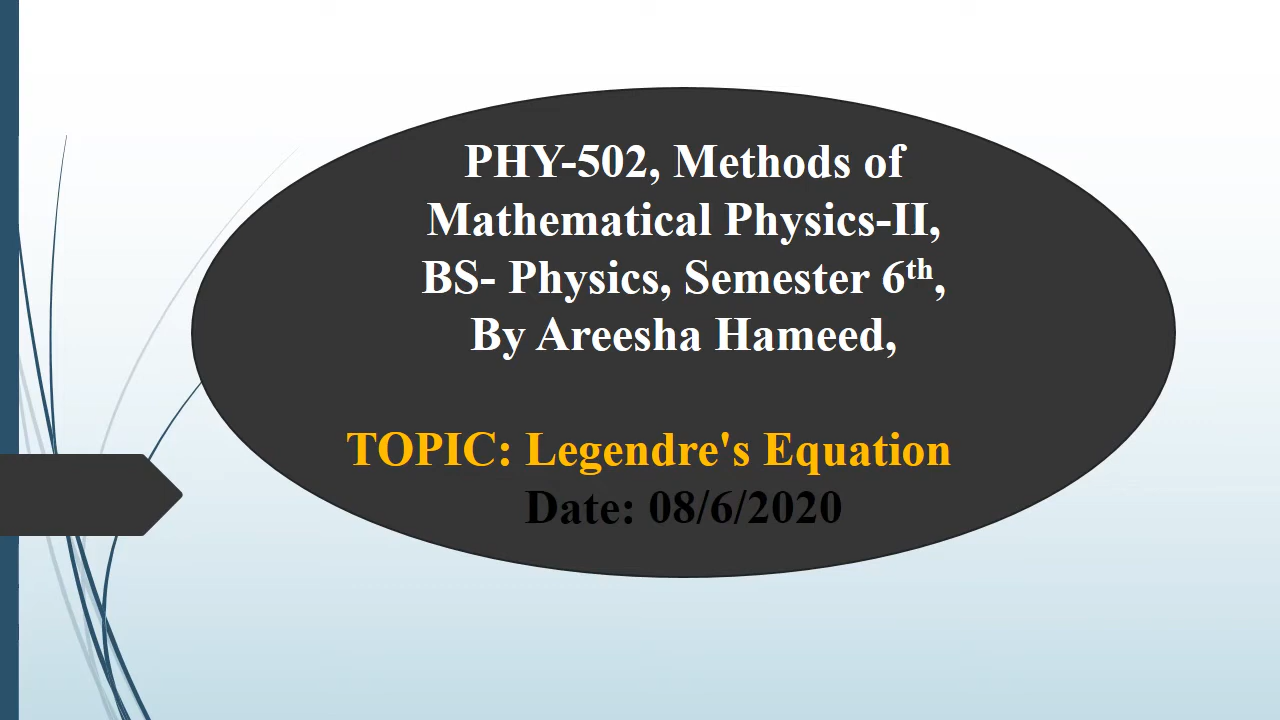 PHY-502, Methods of
Mathematical Physics-II,
BS- Physics, Semester 6th,
By Areesha Hameed,
TOPIC: Legendre's Equation
Date: 08/6/2020